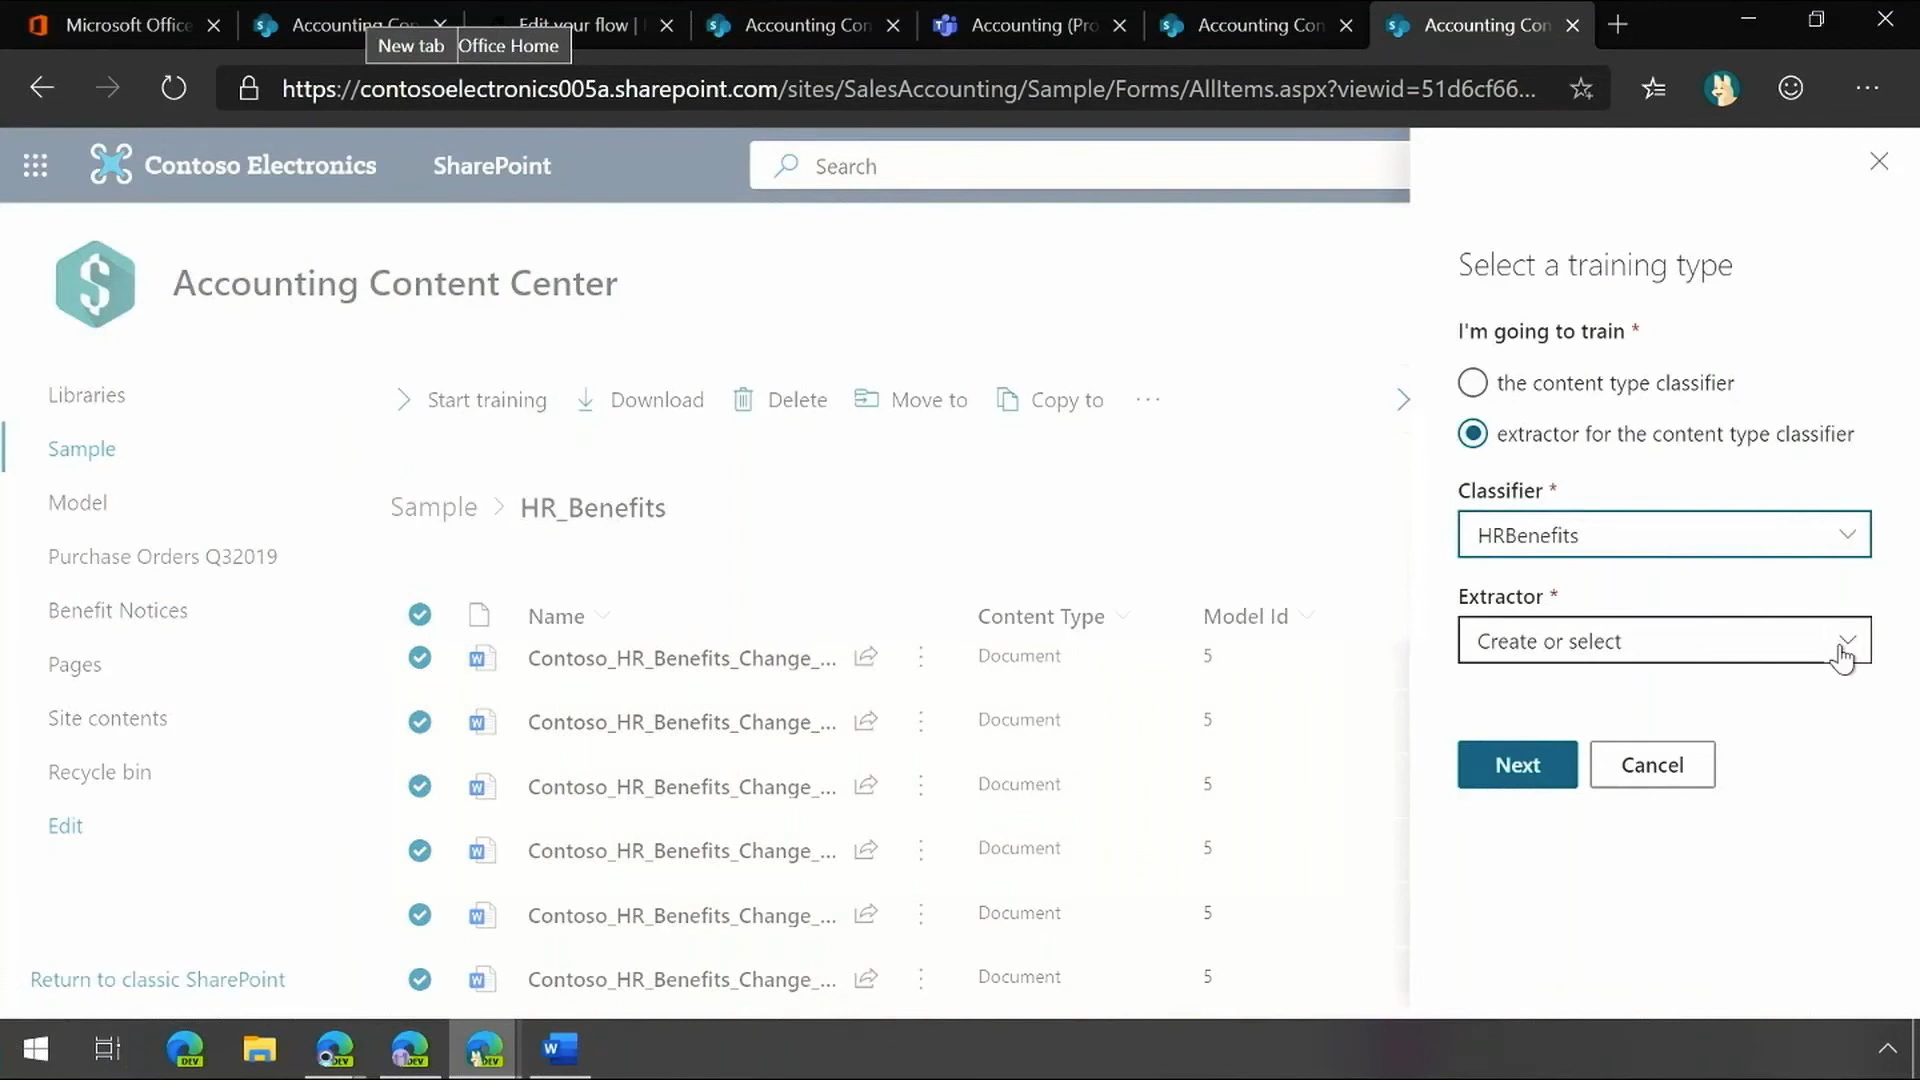 Microsoft Office
Accounting Con
Edit your flow |
Accounting Con
Accounting (Pro
Accounting Con
Accounting Con
New tab
Office Home
https://contosoelectronics005a.sharepoint.com/sites/SalesAccounting/Sample/Forms/AllItems.aspx?viewid=51d6cf66...
Contoso Electronics
SharePoint
Search
Accounting Content Center
Libraries
Sample
Model
Purchase Orders Q32019
Benefit Notices
Pages
Site contents
Recycle bin
Edit
Return to classic SharePoint
Start training
Download
Delete
Move to
Copy to
Sample > HR_Benefits
Name
Content Type
Model Id
Contoso_HR_Benefits_Change_... Document 5
Contoso_HR_Benefits_Change_... Document 5
Contoso_HR_Benefits_Change_... Document 5
Contoso_HR_Benefits_Change_... Document 5
Contoso_HR_Benefits_Change_... Document 5
Contoso_HR_Benefits_Change_... Document 5
Select a training type
I'm going to train *
the content type classifier
extractor for the content type classifier
Classifier *
HRBenefits
Extractor *
Create or select
Next
Cancel
DEV
DEV
DEV
DEV